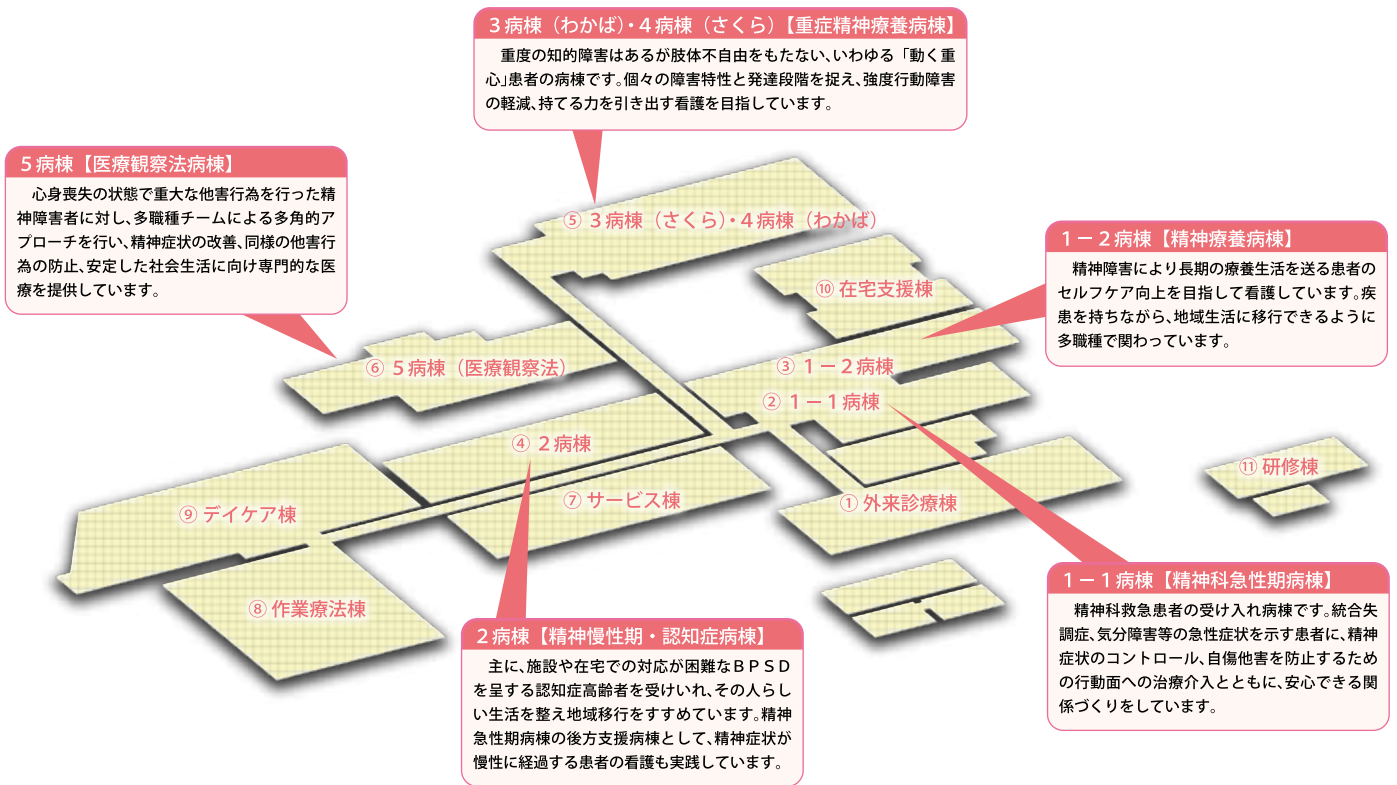 3病棟（わかば）・4病棟（さくら）【重症精神療養病棟】
重度の知的障害はあるが肢体不自由をもたない、いわゆる「動く重
心」患者の病棟です。個々の障害特性と発達段階を捉え、強度行動障害
の軽減、持てる力を引き出す看護を目指しています。
5病棟【医療観察法病棟】
心身喪失の状態で重大な他害行為を行った精
神障害者に対し、多職種チームによる多角的ア
プローチを行い、精神症状の改善、同様の他害行
為の防止、安定した社会生活に向け専門的な医
療を提供しています。
⑤ 3病棟（さくら）・4病棟（わかば）
1－2病棟【精神療養病棟】
精神障害により長期の療養生活を送る患者の
セルフケア向上を目指して看護しています。疾
患を持ちながら、地域生活に移行できるように
多職種で関わっています。
⑩ 在宅支援棟
⑥ 5病棟（医療観察法）
③ 1－2病棟
② 1－1病棟
④ 2病棟
⑪ 研修棟
⑨ デイケア棟
⑦ サービス棟
① 外来診療棟
⑧ 作業療法棟
1－1病棟【精神科急性期病棟】
精神科救急患者の受け入れ病棟です。統合失
調症、気分障害等の急性症状を示す患者に、精神
症状のコントロール、自傷他害を防止するため
の行動面への治療介入とともに、安心できる関
係づくりをしています。
2病棟【精神慢性期・認知症病棟】
主に、施設や在宅での対応が困難なＢＰＳＤ
を呈する認知症高齢者を受けいれ、その人らし
い生活を整え地域移行をすすめています。精神
急性期病棟の後方支援病棟として、精神症状が
慢性に経過する患者の看護も実践しています。